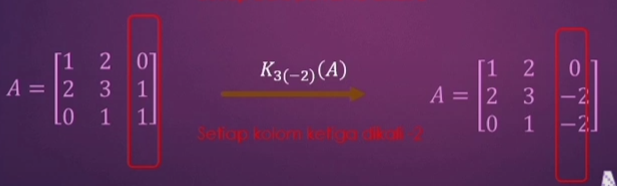 A = [1 2 0
2 3 1
0 1 1]
K₃₍₋₂₎(A)
Setiap kolom ketiga dikali -2
A = [1 2 0
2 3 −2
0 1 −2]